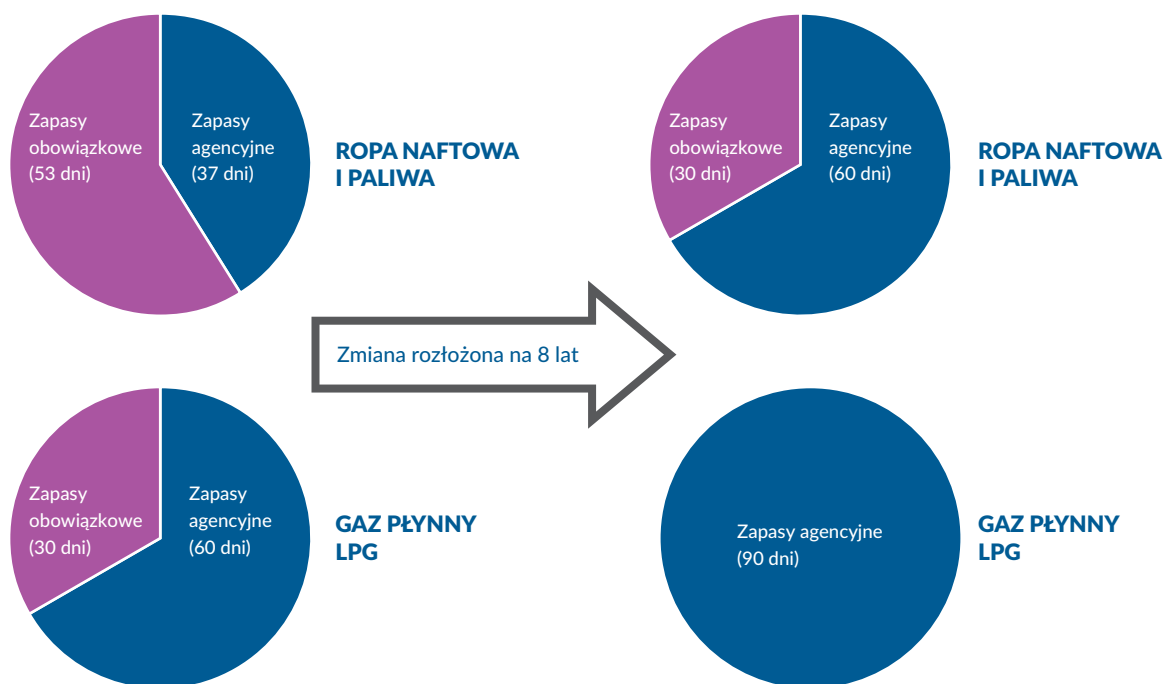 Zapasy
obowiązkowe
(53 dni)
Zapasy
agencyjne
(37 dni)
ROPA NAFTOWA
I PALIWA
Zapasy
obowiązkowe
(30 dni)
Zapasy
agencyjne
(60 dni)
ROPA NAFTOWA
I PALIWA
Zmiana rozłożona na 8 lat
Zapasy
obowiązkowe
(30 dni)
Zapasy
agencyjne
(60 dni)
GAZ PŁYNNY
LPG
Zapasy agencyjne
(90 dni)
GAZ PŁYNNY
LPG